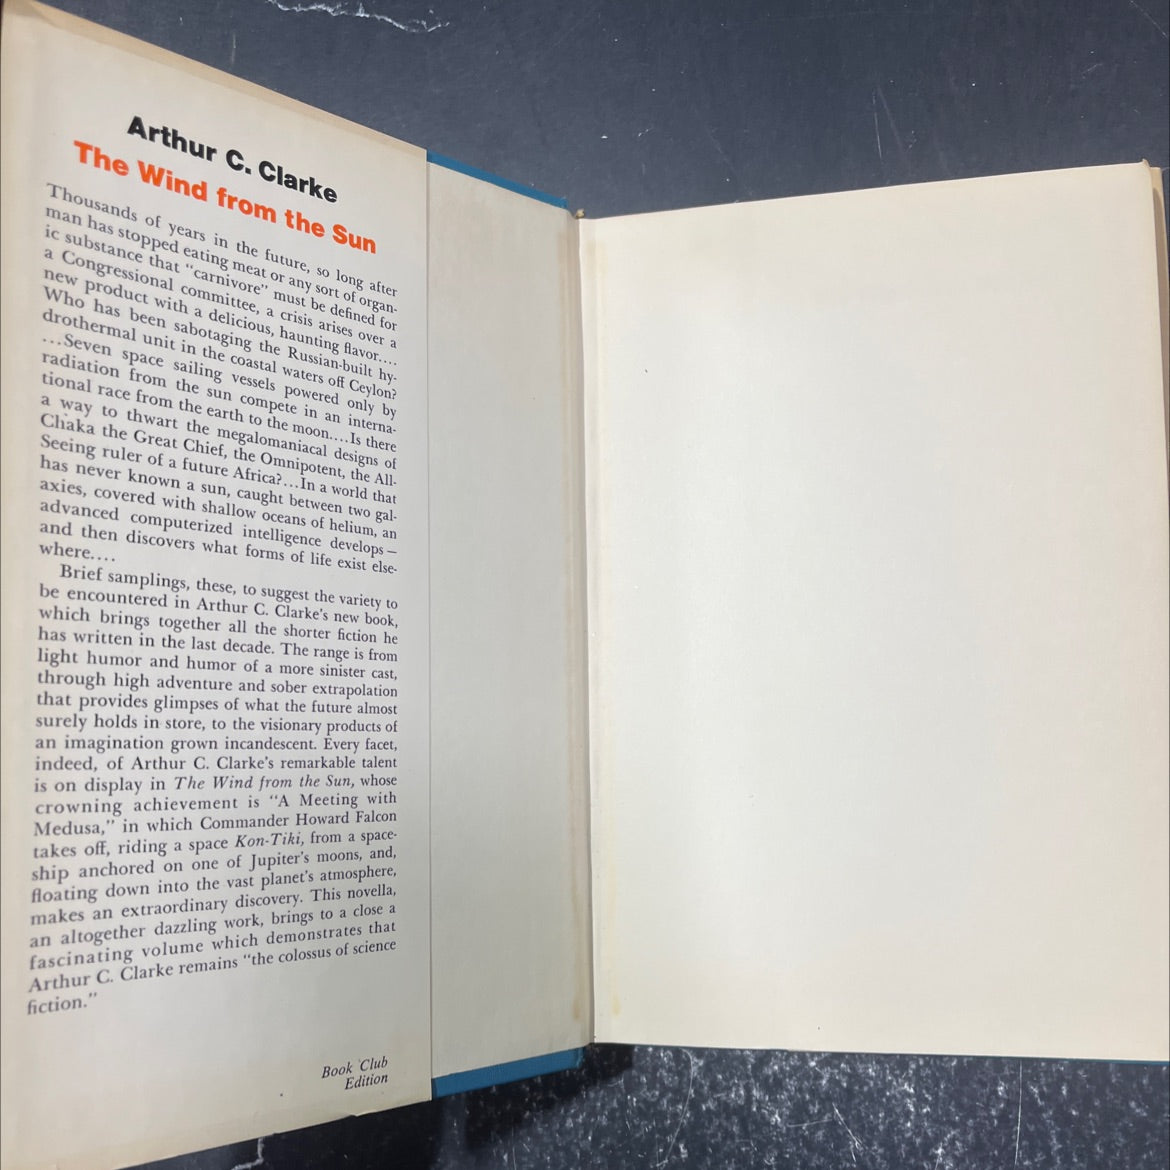 Arthur C. Clarke
The Wind from the Sun
Thousands of years in the future, so long after
man has stopped eating meat or any sort of organ-
ic substance that “carnivore” must be defined for
a Congressional committee, a crisis arises over a
new product with a delicious, haunting flavor....
Who has been sabotaging the Russian-built hy-
drothermal unit in the coastal waters off Ceylon?
...Seven space sailing vessels powered only by
radiation from the sun compete in an interna-
tional race from the earth to the moon....Is there
a way to thwart the megalomaniacal designs of
Chaka the Great Chief, the Omnipotent, the All-
Seeing ruler of a future Africa?...In a world that
has never known a sun, caught between two gal-
axies, covered with shallow oceans of helium, an
advanced computerized intelligence develops—
and then discovers what forms of life exist else-
where....
Brief samplings, these, to suggest the variety to
be encountered in Arthur C. Clarke's new book,
which brings together all the shorter fiction he
has written in the last decade. The range is from
light humor and humor of a more sinister cast,
through high adventure and sober extrapolation
that provides glimpses of what the future almost
surely holds in store, to the visionary products of
an imagination grown incandescent. Every facet,
indeed, of Arthur C. Clarke's remarkable talent
is on display in The Wind from the Sun, whose
crowning achievement is “A Meeting with
Medusa,” in which Commander Howard Falcon
takes off, riding a space Kon-Tiki, from a space-
ship anchored on one of Jupiter's moons, and,
floating down into the vast planet's atmosphere,
makes an extraordinary discovery. This novella,
an altogether dazzling work, brings to a close a
fascinating volume which demonstrates that
Arthur C. Clarke remains “the colossus of science
fiction.”
Book Club
Edition